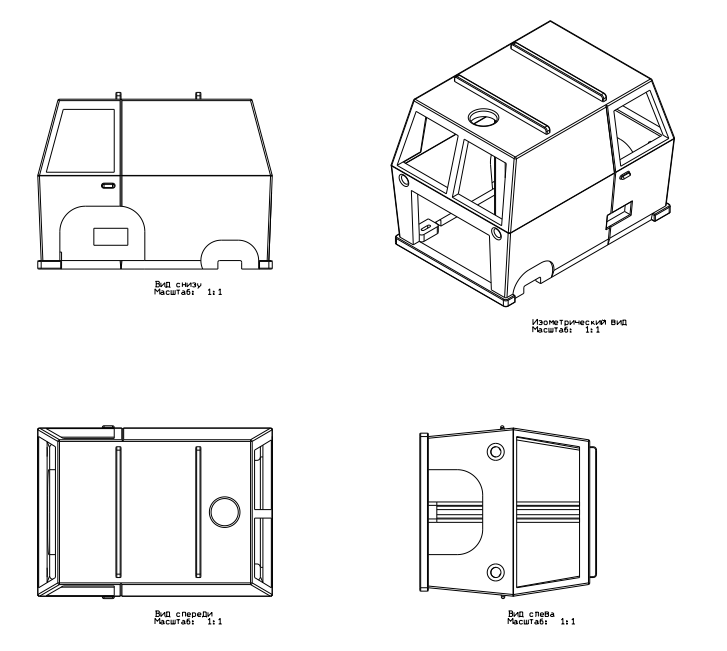 Вид снизу
Масштаб: 1:1
Изометрический вид
Масштаб: 1:1
Вид спереди
Масштаб: 1:1
Вид слева
Масштаб: 1:1